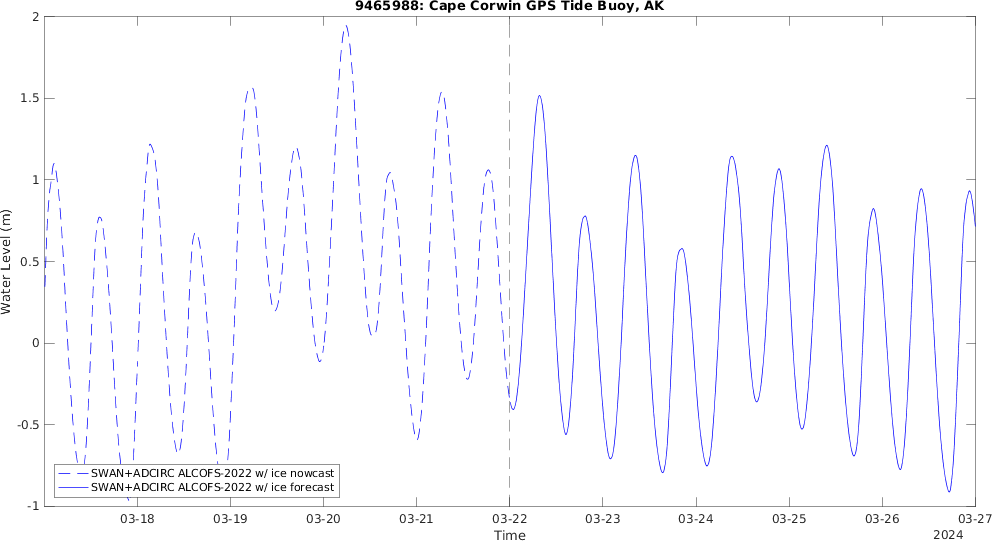 9465988: Cape Corwin GPS Tide Buoy, AK
2
1.5
1
0.5
0
-0.5
-1
Water Level (m)
SWAN+ADCIRC ALCOFS-2022 w/ ice nowcast
SWAN+ADCIRC ALCOFS-2022 w/ ice forecast
03-18 03-19 03-20 03-21 03-22 03-23 03-24 03-25 03-26 03-27
Time
2024